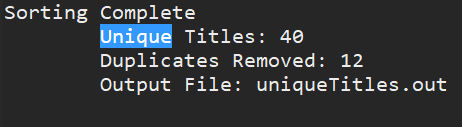 Sorting Complete
Unique Titles: 40
Duplicates Removed: 12
Output File: uniqueTitles.out